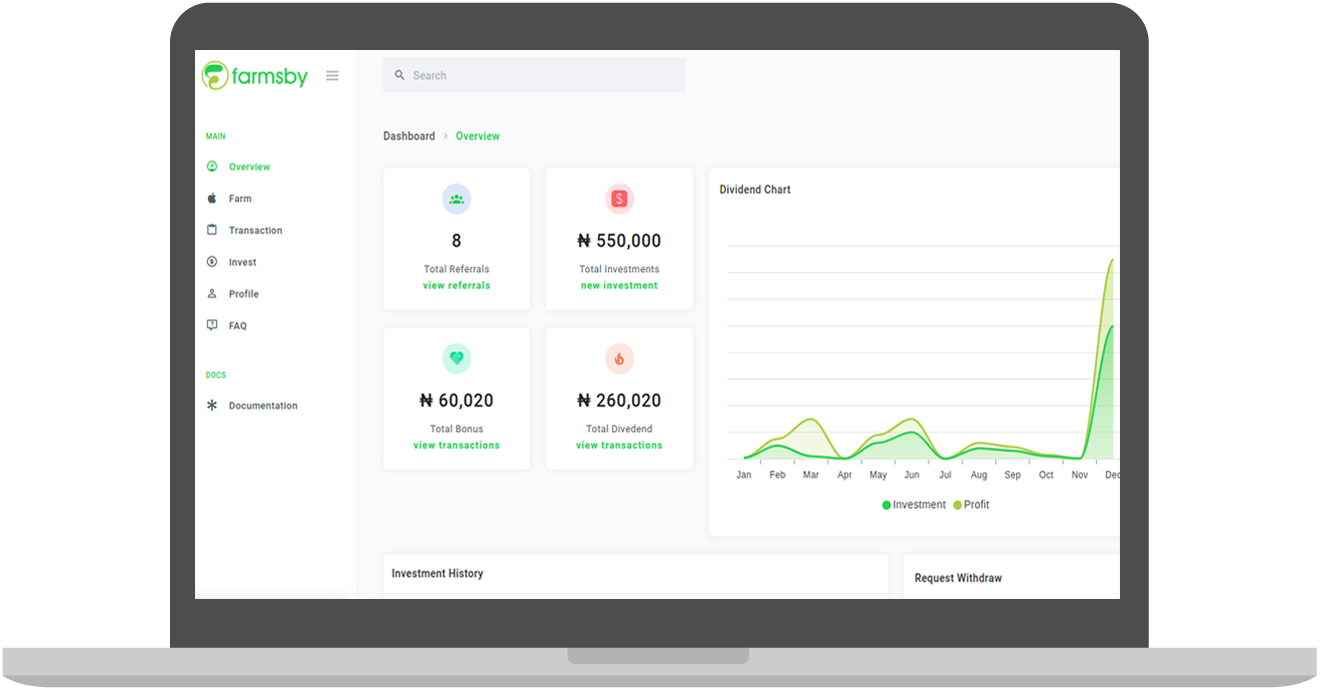 farmsby
Search
MAIN
Overview
Farm
Transaction
Invest
Profile
FAQ
DOCS
Documentation
Dashboard > Overview
8
Total Referrals
view referrals
₦ 550,000
Total Investments
new investment
₦ 60,020
Total Bonus
view transactions
₦ 260,020
Total Divedend
view transactions
Dividend Chart
Jan Feb Mar Apr May Jun Jul Aug Sep Oct Nov Dec
Investment Profit
Investment History
Request Withdraw